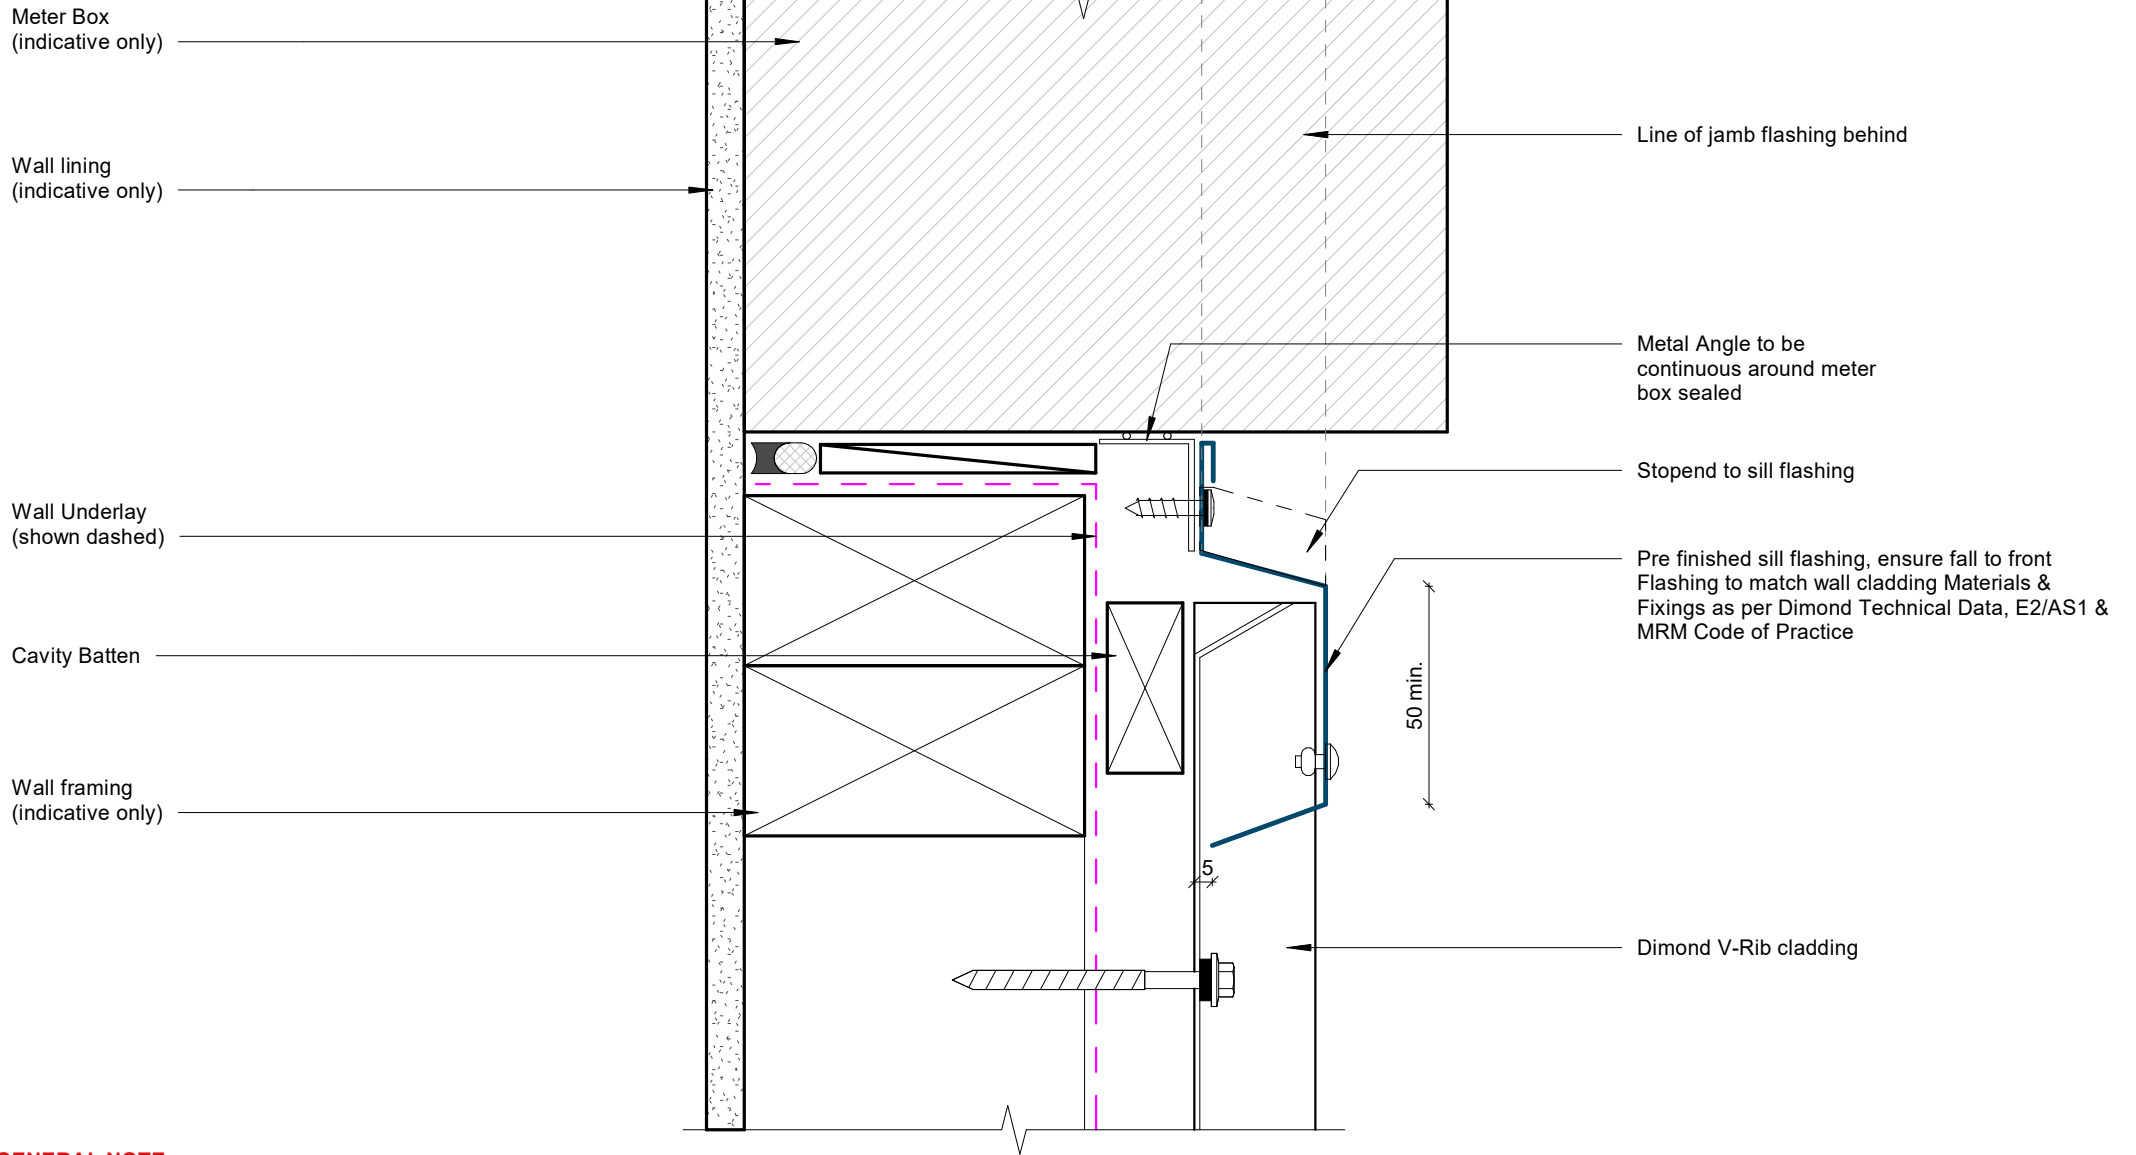 Meter Box
(indicative only)
Line of jamb flashing behind
Wall lining
(indicative only)
Metal Angle to be
continuous around meter
box sealed
Stopend to sill flashing
Wall Underlay
(shown dashed)
Pre finished sill flashing, ensure fall to front
Flashing to match wall cladding Materials &
Fixings as per Dimond Technical Data, E2/AS1 &
MRM Code of Practice
Cavity Batten
50 min.
Wall framing
(indicative only)
5
Dimond V-Rib cladding
GENERAL NOTE